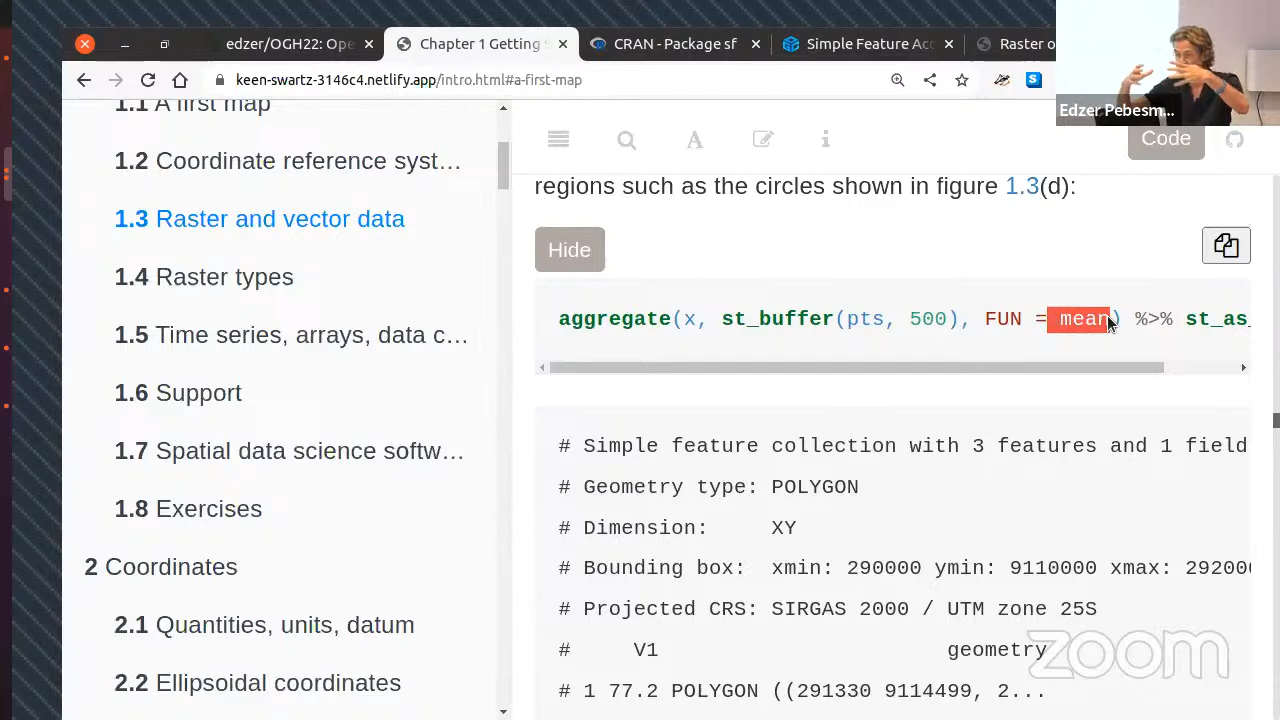 edzer/OGH22: Ope
Chapter 1 Getting S
CRAN - Package sf
Simple Feature Acc
Raster o
keen-swartz-3146c4.netlify.app/intro.html#a-first-map
Edzer Pebesm...
Code
1.1 A first map
1.2 Coordinate reference syst...
1.3 Raster and vector data
1.4 Raster types
1.5 Time series, arrays, data c...
1.6 Support
1.7 Spatial data science softw...
1.8 Exercises
2 Coordinates
2.1 Quantities, units, datum
2.2 Ellipsoidal coordinates
regions such as the circles shown in figure 1.3(d):
Hide
aggregate(x, st_buffer(pts, 500), FUN = mean) %>% st_as_
# Simple feature collection with 3 features and 1 field
# Geometry type: POLYGON
# Dimension: XY
# Bounding box: xmin: 290000 ymin: 9110000 xmax: 292000
# Projected CRS: SIRGAS 2000 / UTM zone 25S
# V1 geometry
# 1 77.2 POLYGON ((291330 9114499, 2...
zoom